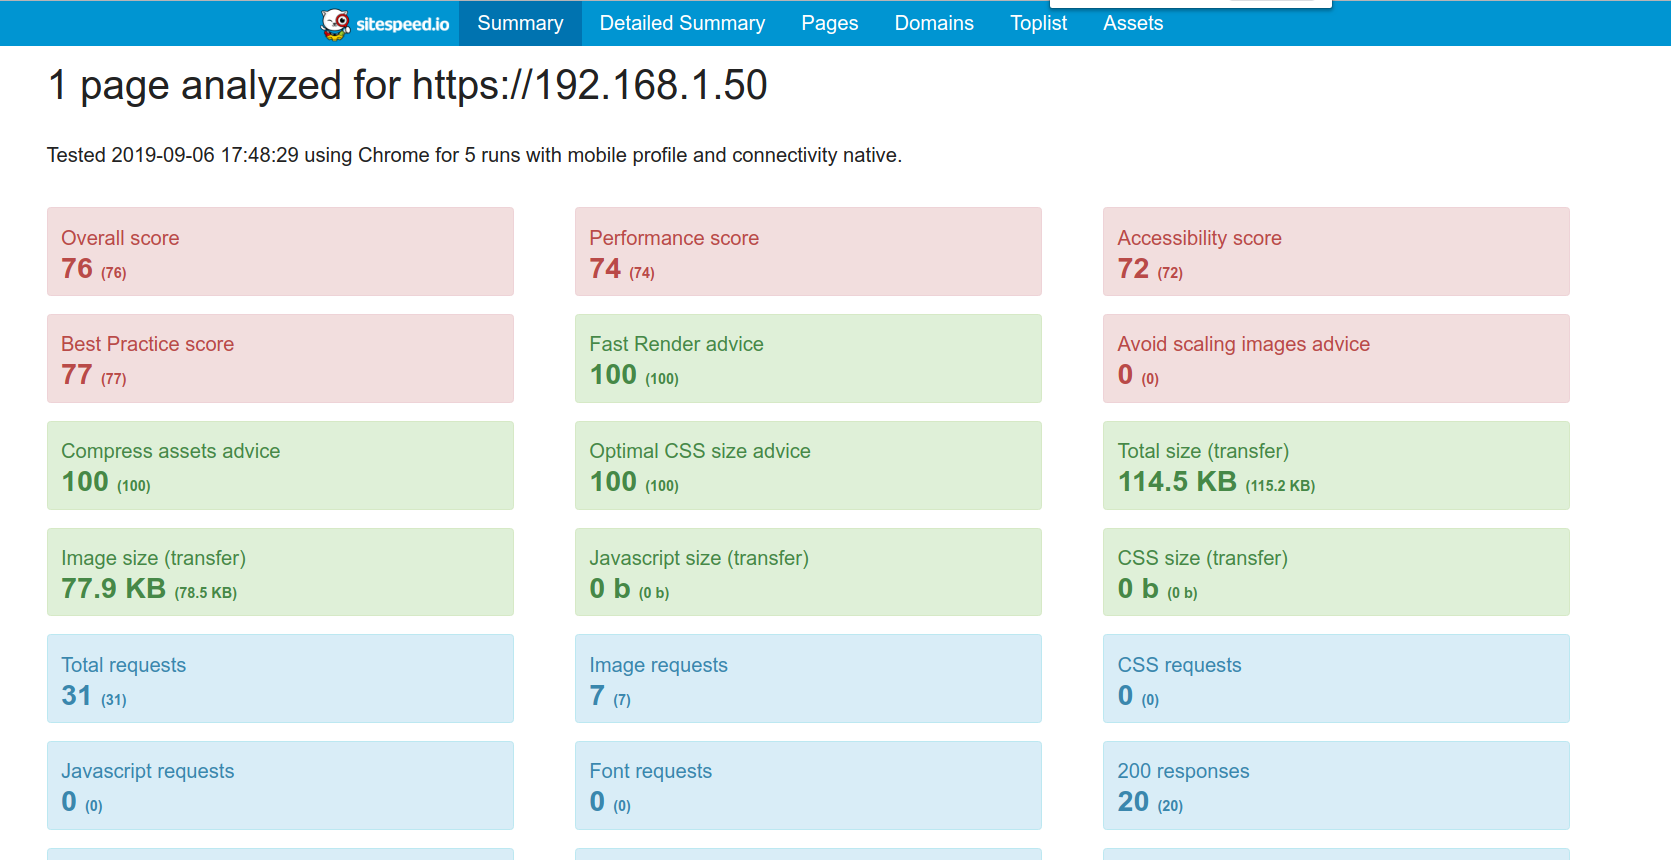 sitespeed.io Summary Detailed Summary Pages Domains Toplist Assets
1 page analyzed for https://192.168.1.50
Tested 2019-09-06 17:48:29 using Chrome for 5 runs with mobile profile and connectivity native.
Overall score
76 (76)
Performance score
74 (74)
Accessibility score
72 (72)
Best Practice score
77 (77)
Fast Render advice
100 (100)
Avoid scaling images advice
0 (0)
Compress assets advice
100 (100)
Optimal CSS size advice
100 (100)
Total size (transfer)
114.5 KB (115.2 KB)
Image size (transfer)
77.9 KB (78.5 KB)
Javascript size (transfer)
0 b (0 b)
CSS size (transfer)
0 b (0 b)
Total requests
31 (31)
Image requests
7 (7)
CSS requests
0 (0)
Javascript requests
0 (0)
Font requests
0 (0)
200 responses
20 (20)